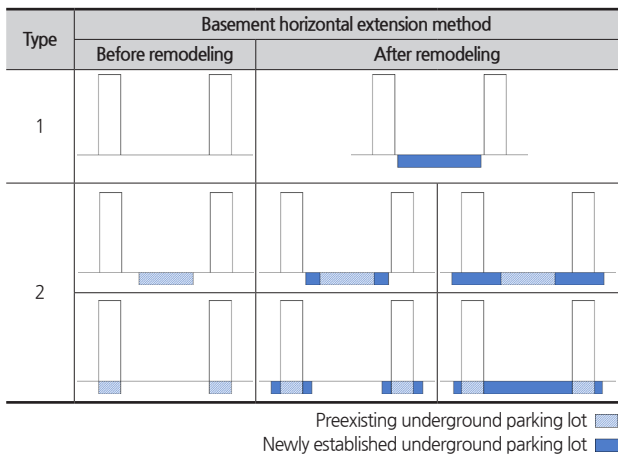 Type
Basement horizontal extension method
Before remodeling
After remodeling
1
2
Preexisting underground parking lot
Newly established underground parking lot